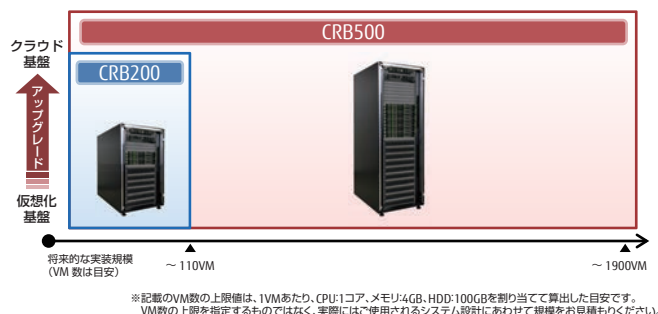 CRB500
クラウド
基盤
CRB200
アップグレード
仮想化
基盤
将来的な実装規模
(VM 数は目安)
~ 110VM
~ 1900VM
※記載のVM数の上限値は、1VMあたり、CPU:1コア、メモリ:4GB、HDD:100GBを割り当てて算出した目安です。
VM数の上限を指定するものではなく、実際にはご使用されるシステム設計にあわせて規模をお見積もりください。